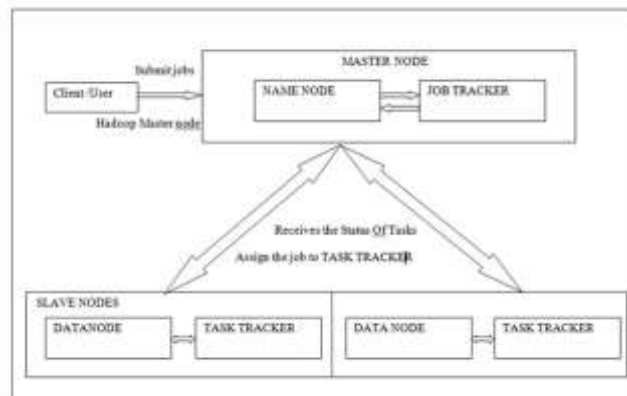 MASTER NODE
Submit jobs
Client /User
NAME NODE
JOB TRACKER
Hadoop Master node
Receives the Status Of Tasks
Assign the job to TASK TRACKER
SLAVE NODES
DATANODE
TASK TRACKER
DATA NODE
TASK TRACKER